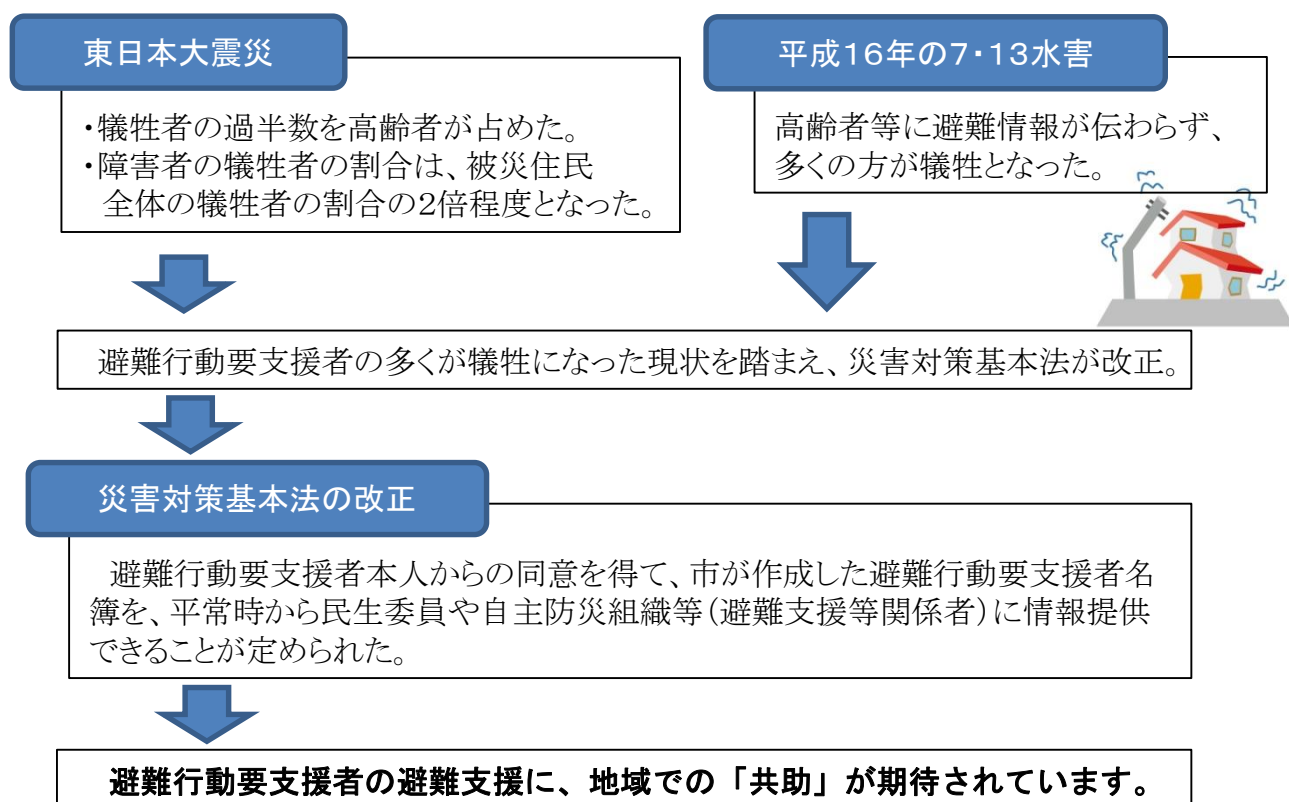 東日本大震災
・犠牲者の過半数を高齢者が占めた。
・障害者の犠牲者の割合は、被災住民
全体の犠牲者の割合の2倍程度となった。
平成16年の7・13水害
高齢者等に避難情報が伝わらず、
多くの方が犠牲となった。
避難行動要支援者の多くが犠牲になった現状を踏まえ、災害対策基本法が改正。
災害対策基本法の改正
避難行動要支援者本人からの同意を得て、市が作成した避難行動要支援者名
簿を、平常時から民生委員や自主防災組織等(避難支援等関係者)に情報提供
できることが定められた。
避難行動要支援者の避難支援に、地域での「共助」が期待されています。